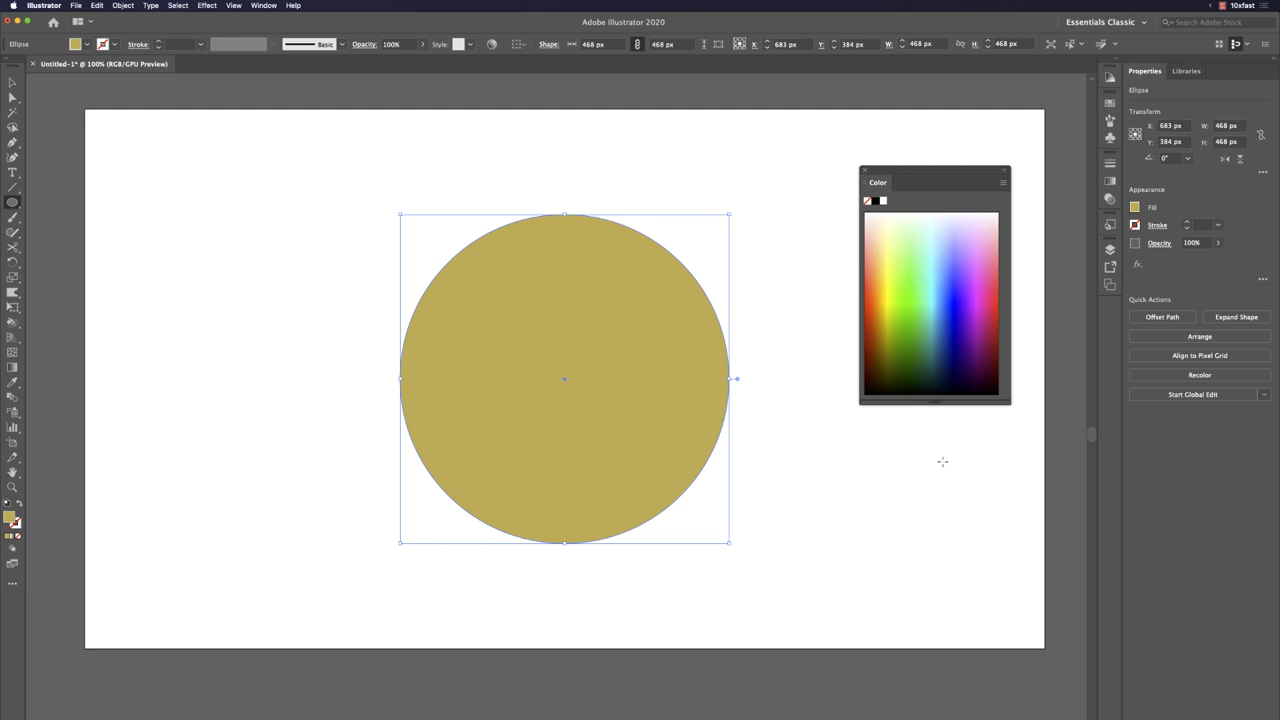 Illustrator File Edit Object Type Select Effect View Window Help 10xfast
Adobe Illustrator 2020 Essentials Classic Search Adobe Stock
Ellipse Stroke: Basic Opacity: 100% Style: Shape: 468 px 468 px X: 683 px Y: 384 px W: 468 px H: 468 px
Untitled-1* @ 100% (RGB/GPU Preview)
Properties Libraries
Ellipse
Transform
X: 683 px W: 468 px
Y: 384 px H: 468 px
0°
Appearance
Fill
Stroke
Opacity 100%
fx.
Quick Actions
Offset Path Expand Shape
Arrange
Align to Pixel Grid
Recolor
Start Global Edit
Color